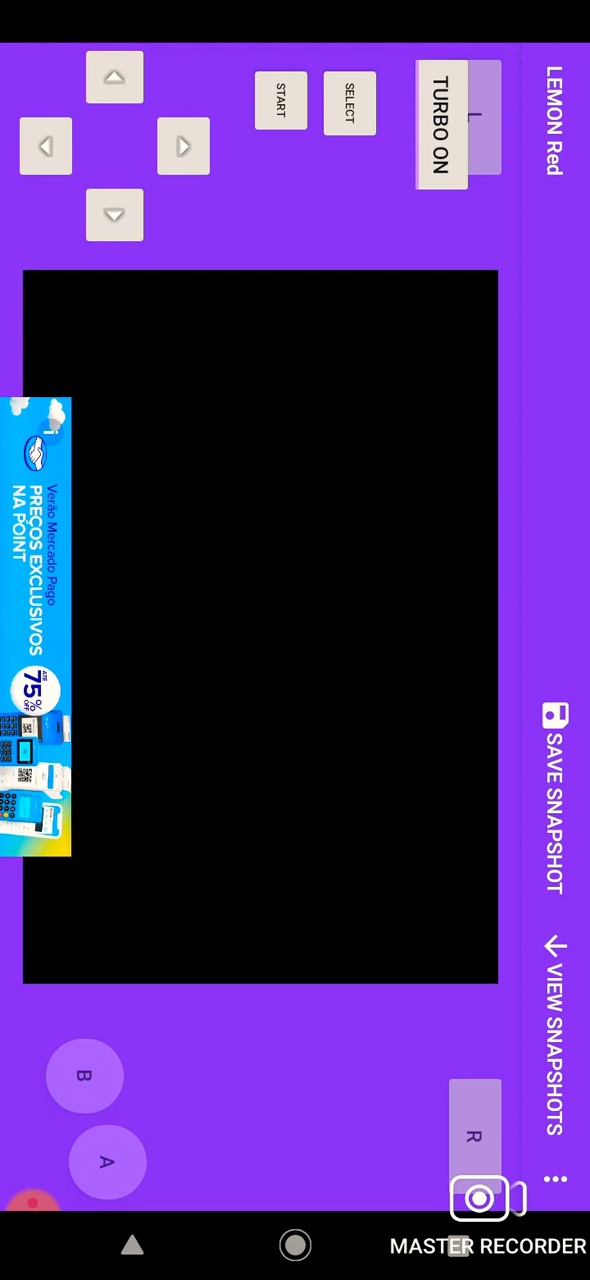 LEMON Red
SAVE SNAPSHOT
VIEW SNAPSHOTS
L
TURBO ON
SELECT
START
R
B
A
Verão Mercado Pago
PREÇOS EXCLUSIVOS
NA POINT
ATÉ
75%
OFF
MASTER RECORDER